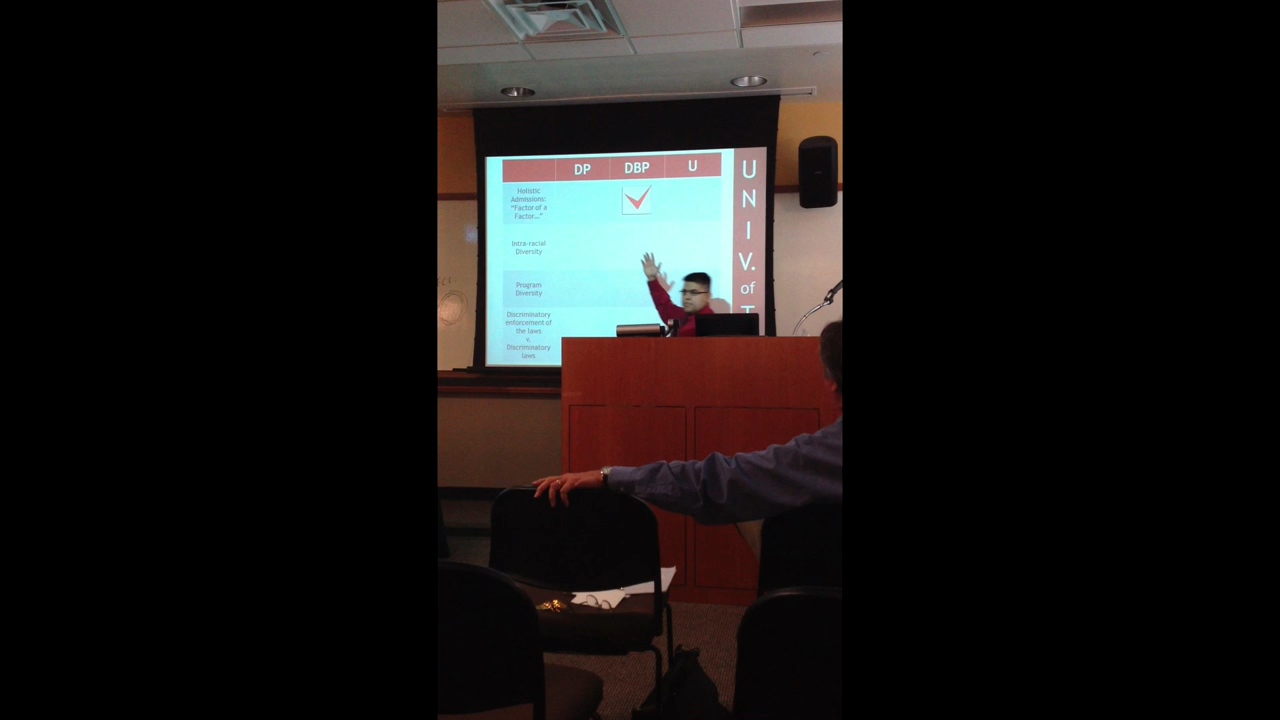 DP DBP U
Holistic
Admissions:
"Factor of a
Factor…"
Intra-racial
Diversity
Program
Diversity
Discriminatory
enforcement of
the laws
v.
Discriminatory
laws
U
N
I
V.
of